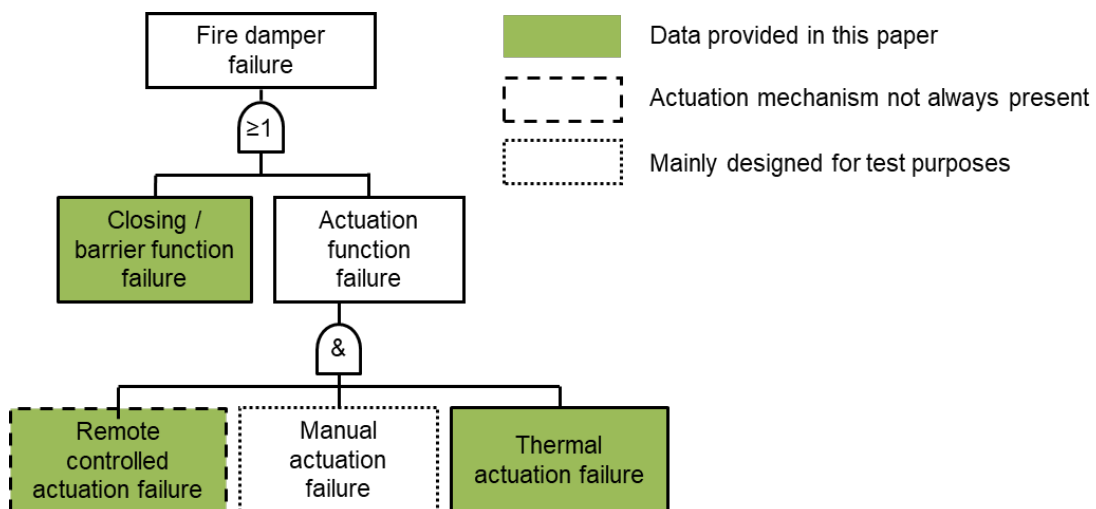 Fire damper
failure
≥1
Closing /
barrier function
failure
Actuation
function
failure
&
Remote
controlled
actuation failure
Manual
actuation
failure
Thermal
actuation failure
Data provided in this paper
Actuation mechanism not always present
Mainly designed for test purposes